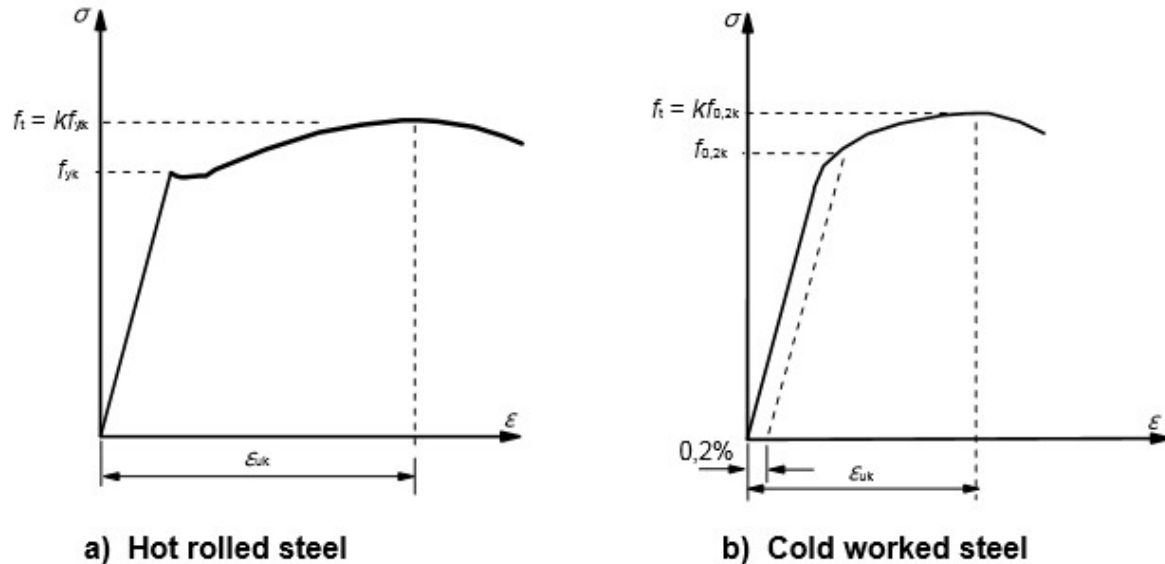 σ
ft = kfyk
fyk
ε
εuk
a) Hot rolled steel
σ
ft = kf0,2k
f0,2k
ε
0,2%
εuk
b) Cold worked steel